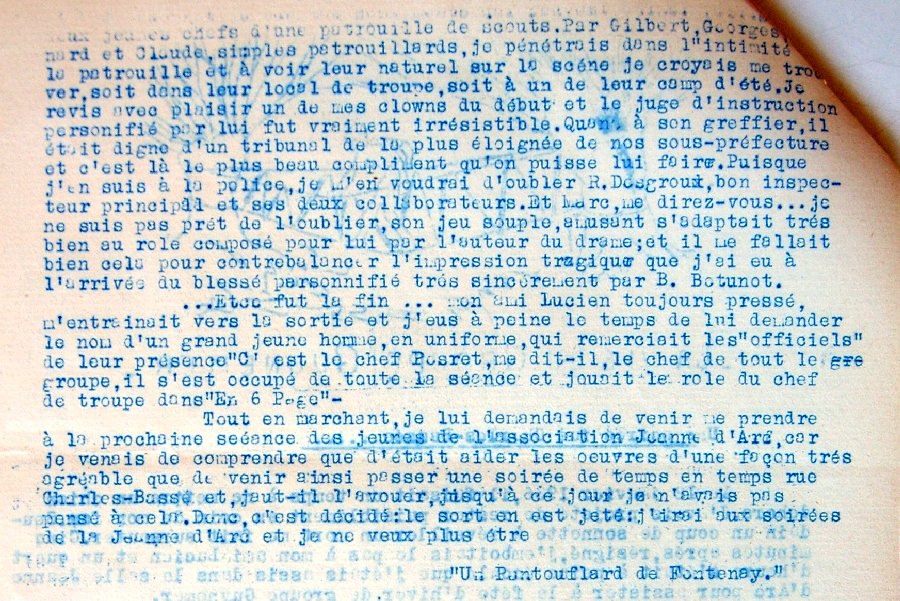 deux jeunes chefs d'une patrouille de scouts.Par Gilbert,Georges,
nard et Claude,simples patrouillards,je pénétrais dans l"intimité
la patrouille et à voir leur naturel sur la scéne je croyais me trou
ver,soit dans leur local de troupe,soit à un de leur camp d'été.Je
revis avec plaisir un de mes clowns du début et le juge d'instruction
personifié par lui fut vraiment irrésistible.Quant à son greffier,il
était digne d'un tribunal de la plus éloignée de nos sous-préfecture
et c'est là le plus beau compliment qu'on puisse lui faire.Puisque
j'en suis à la police,je m'en voudrai d'oublier R.Desgroux,bon inspec-
teur principal et ses deux collaborateurs.Et Marc,me direz-vous...je
ne suis pas prét de l'oublier,son jeu souple,amusant s'adaptait trés
bien au role composé pour lui par l'auteur du drame;et il me fallait
bien cela pour contrebalancer l'impression tragique que j'ai eu à
l'arrivée du blessé personnifié trés sincérement par B. Botunot.
...Etce fut la fin ... mon ami Lucien toujours pressé,
m'entrainait vers la sortie et j'eus à peine le temps de lui demander
le nom d'un grand jeune homme,en uniforme,qui remerciait les"officiels"
de leur présence"C'est le chef Posret,me dit-il,le chef de tout le gre
groupe,il s'est occupé de toute la séance et jouait le role du chef
de troupe dans"En 6 Page"-
Tout en marchant,je lui demandais de venir me prendre
à la prochaine seéance des jeunes de l'association Jeanne d'Arc,car
je venais de comprendre que d'était aider les oeuvres d'une façon trés
agréable que de venir ainsi passer une soirée de temps en temps rue
Charles-Bassot et,jaut-il l'avouer,jusqu'à ce jour je n'avais pas
pensé à cela.Donc,c'est décidé:le sort en est jeté:j'irai aux soirées
de la Jeanne d'Arc et je ne veux plus étre
"Un Pantouflard de Fontenay."